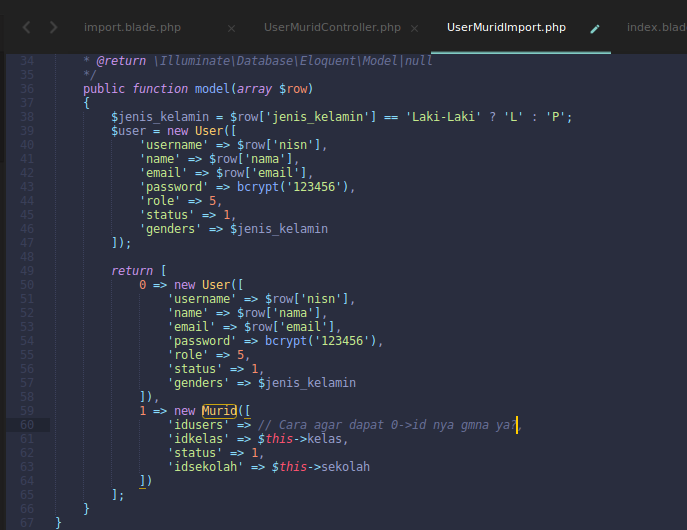 import.blade.php × UserMuridController.php × UserMuridImport.php index.blad
34 * @return \Illuminate\Database\Eloquent\Model|null
35 */
36 public function model(array $row)
37 {
38 $jenis_kelamin = $row['jenis_kelamin'] == 'Laki-Laki' ? 'L' : 'P';
39 $user = new User([
40 'username' => $row['nisn'],
41 'name' => $row['nama'],
42 'email' => $row['email'],
43 'password' => bcrypt('123456'),
44 'role' => 5,
45 'status' => 1,
46 'genders' => $jenis_kelamin
47 ]);
48
49 return [
50 0 => new User([
51 'username' => $row['nisn'],
52 'name' => $row['nama'],
53 'email' => $row['email'],
54 'password' => bcrypt('123456'),
55 'role' => 5,
56 'status' => 1,
57 'genders' => $jenis_kelamin
58 ]),
59 1 => new Murid([
60 'idusers' => // Cara agar dapat 0->id nya gmna ya?,
61 'idkelas' => $this->kelas,
62 'status' => 1,
63 'idsekolah' => $this->sekolah
64 ])
65 ];
66 }
67 }